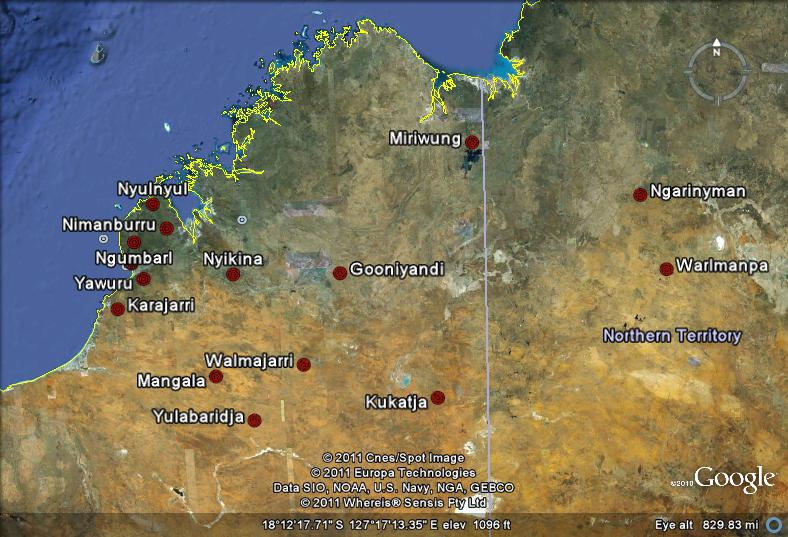 N
Miriwung
Nyulnyul
Ngarinyman
Nimanburru
Ngumbarl
Nyikina
Gooniyandi
Warlmanpa
Yawuru
Karajarri
Northern Territory
Walmajarri
Mangala
Kukatja
Yulabaridja
© 2011 Cnes/Spot Image
© 2011 Europa Technologies
Data SIO, NOAA, U.S. Navy, NGA, GEBCO
© 2011 Whereis® Sensis Pty Ltd
©2010 Google
18°12'17.71" S 127°17'13.35" E elev 1096 ft
Eye alt 829.83 mi